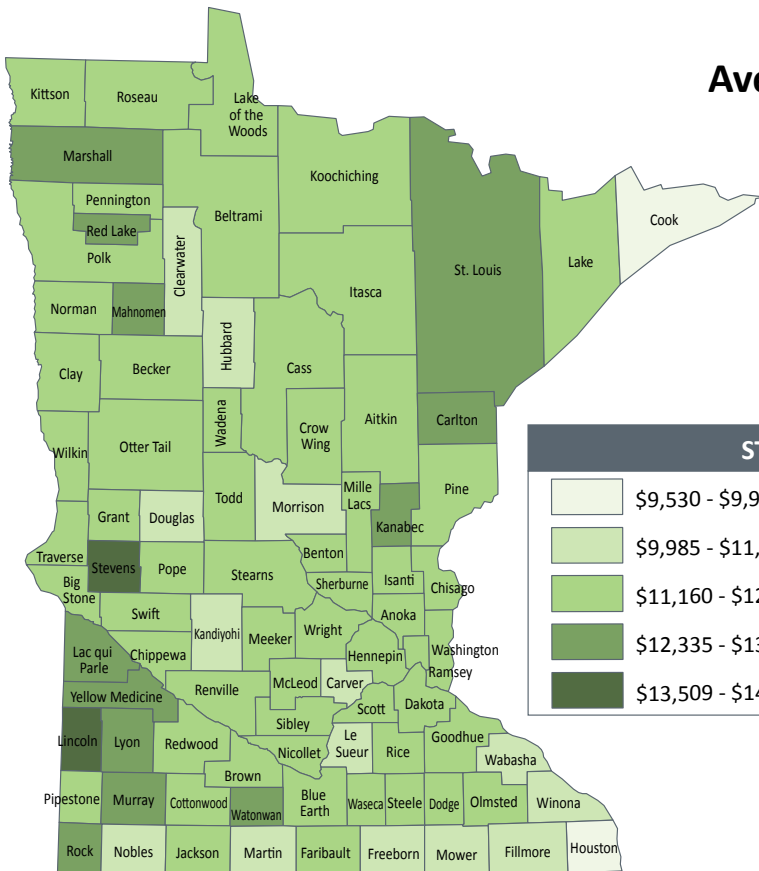 Kittson
Roseau
Lake
of the
Woods
Marshall
Koochiching
Pennington
Red Lake
Polk
Beltrami
Clearwater
St. Louis
Lake
Cook
Itasca
Norman
Mahnomen
Hubbard
Cass
Clay
Becker
Wadena
Crow
Wing
Aitkin
Carlton
Wilkin
Otter Tail
Todd
Morrison
Mille
Lacs
Pine
Kanabec
Grant
Douglas
Traverse
Stevens
Pope
Stearns
Benton
Sherburne
Isanti
Chisago
Big
Stone
Swift
Kandiyohi
Meeker
Wright
Anoka
Hennepin
Washington
Ramsey
Lac qui
Parle
Chippewa
Yellow Medicine
Renville
McLeod
Carver
Scott
Dakota
Sibley
Nicollet
Le
Sueur
Rice
Goodhue
Wabasha
Lincoln
Lyon
Redwood
Brown
Pipestone
Murray
Cottonwood
Watonwan
Blue
Earth
Waseca
Steele
Dodge
Olmsted
Winona
Rock
Nobles
Jackson
Martin
Faribault
Freeborn
Mower
Fillmore
Houston
$9,530 - $9,9
$9,985 - $11,
$11,160 - $12
$12,335 - $13
$13,509 - $14